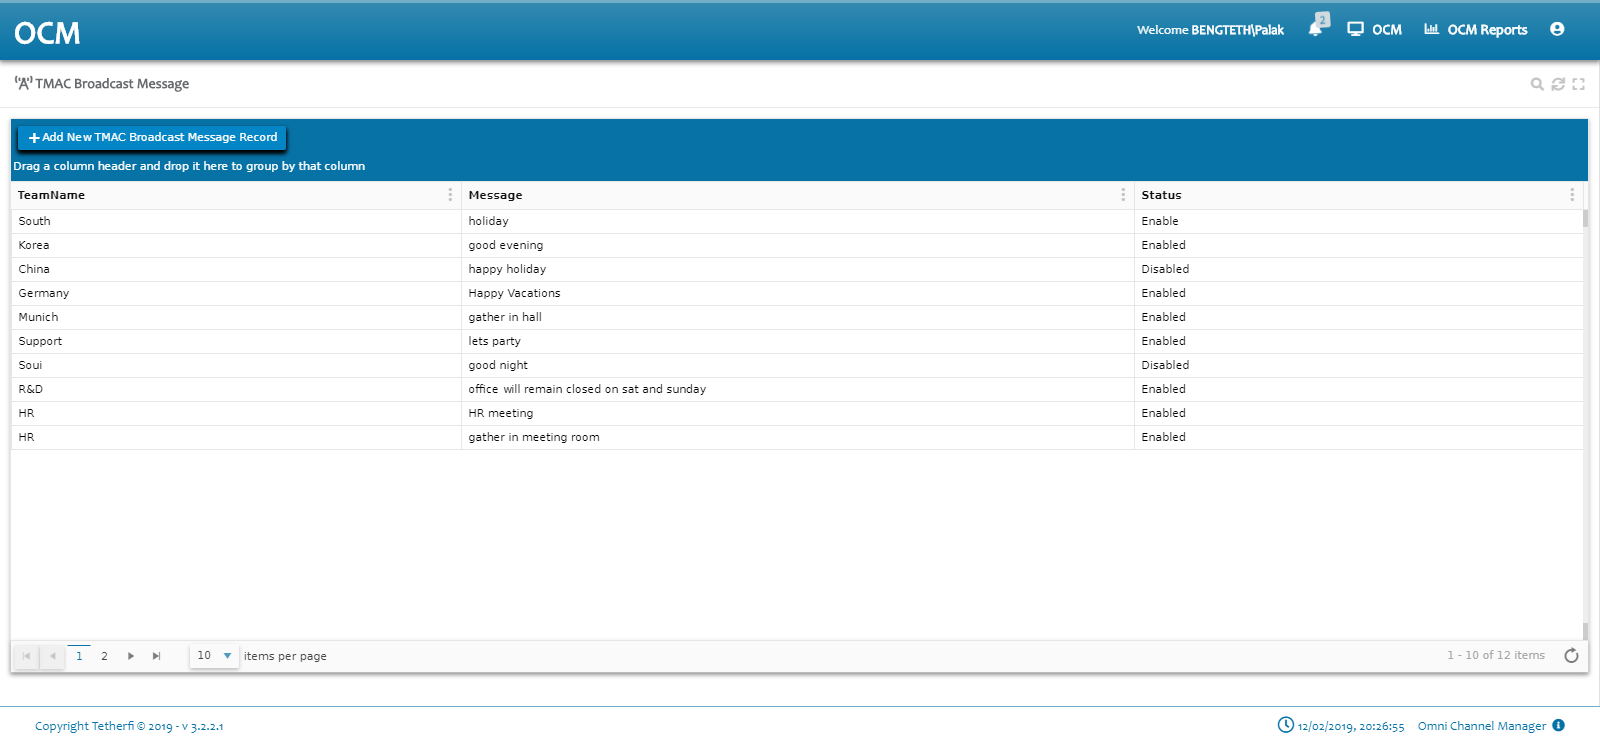 OCM
Welcome BENGTETH\Palak
2
OCM
OCM Reports
TMAC Broadcast Message
Add New TMAC Broadcast Message Record
Drag a column header and drop it here to group by that column
TeamName Message Status
South holiday Enable
Korea good evening Enabled
China happy holiday Disabled
Germany Happy Vacations Enabled
Munich gather in hall Enabled
Support lets party Enabled
Soui good night Disabled
R&D office will remain closed on sat and sunday Enabled
HR HR meeting Enabled
HR gather in meeting room Enabled
1 2 10 items per page 1 - 10 of 12 items
Copyright Tetherfi © 2019 - v 3.2.2.1 12/02/2019, 20:26:55 Omni Channel Manager